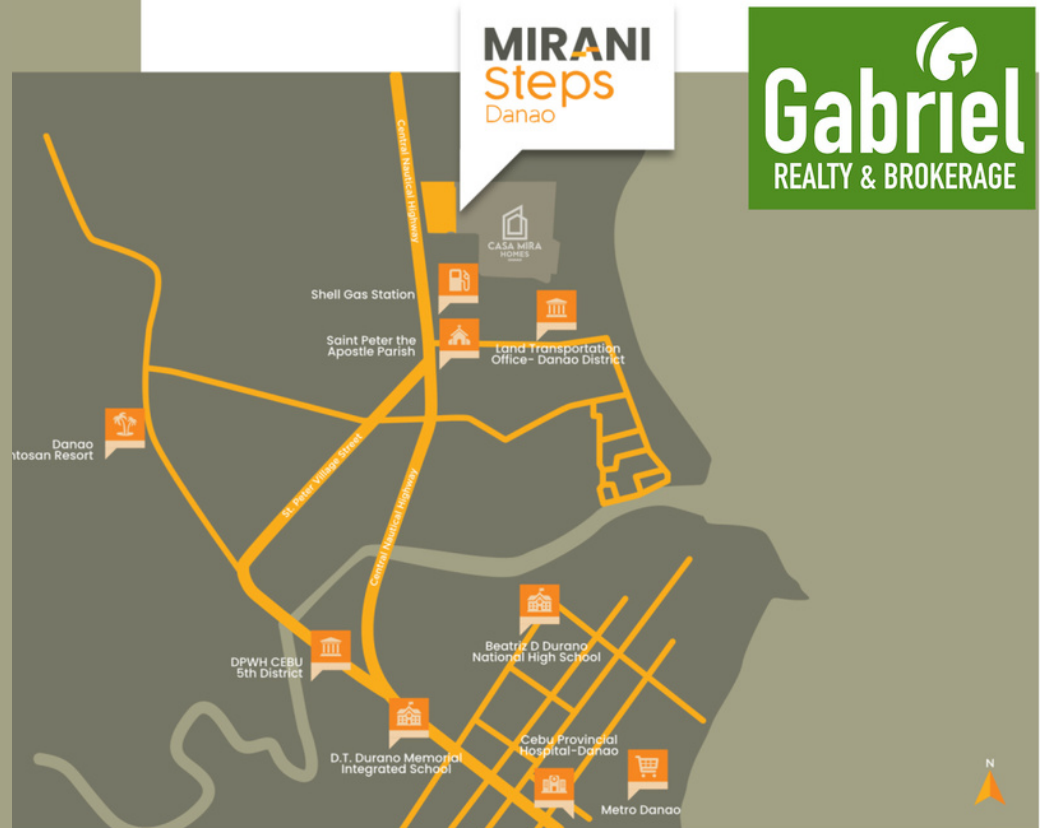 MIRANI
Steps
Danao
Gabriel
REALTY & BROKERAGE
Central Nautical Highway
CASA MIRA
HOMES
Shell Gas Station
Saint Peter the
Apostle Parish
Land Transportation
Office- Danao District
Danao
ntosan Resort
St. Peter Village Street
Central Nautical Highway
Beatriz D Durano
National High School
DPWH CEBU
5th District
D.T. Durano Memorial
Integrated School
Cebu Provincial
Hospital-Danao
Metro Danao
N